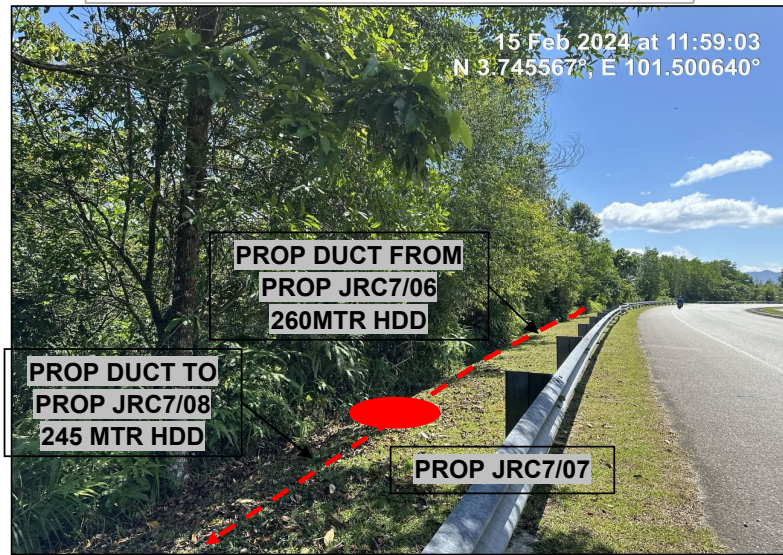 15 Feb 2024 at 11:59:03
N 3.745567°, E 101.500640°
PROP DUCT FROM
PROP JRC7/06
260MTR HDD
PROP DUCT TO
PROP JRC7/08
245 MTR HDD
PROP JRC7/07